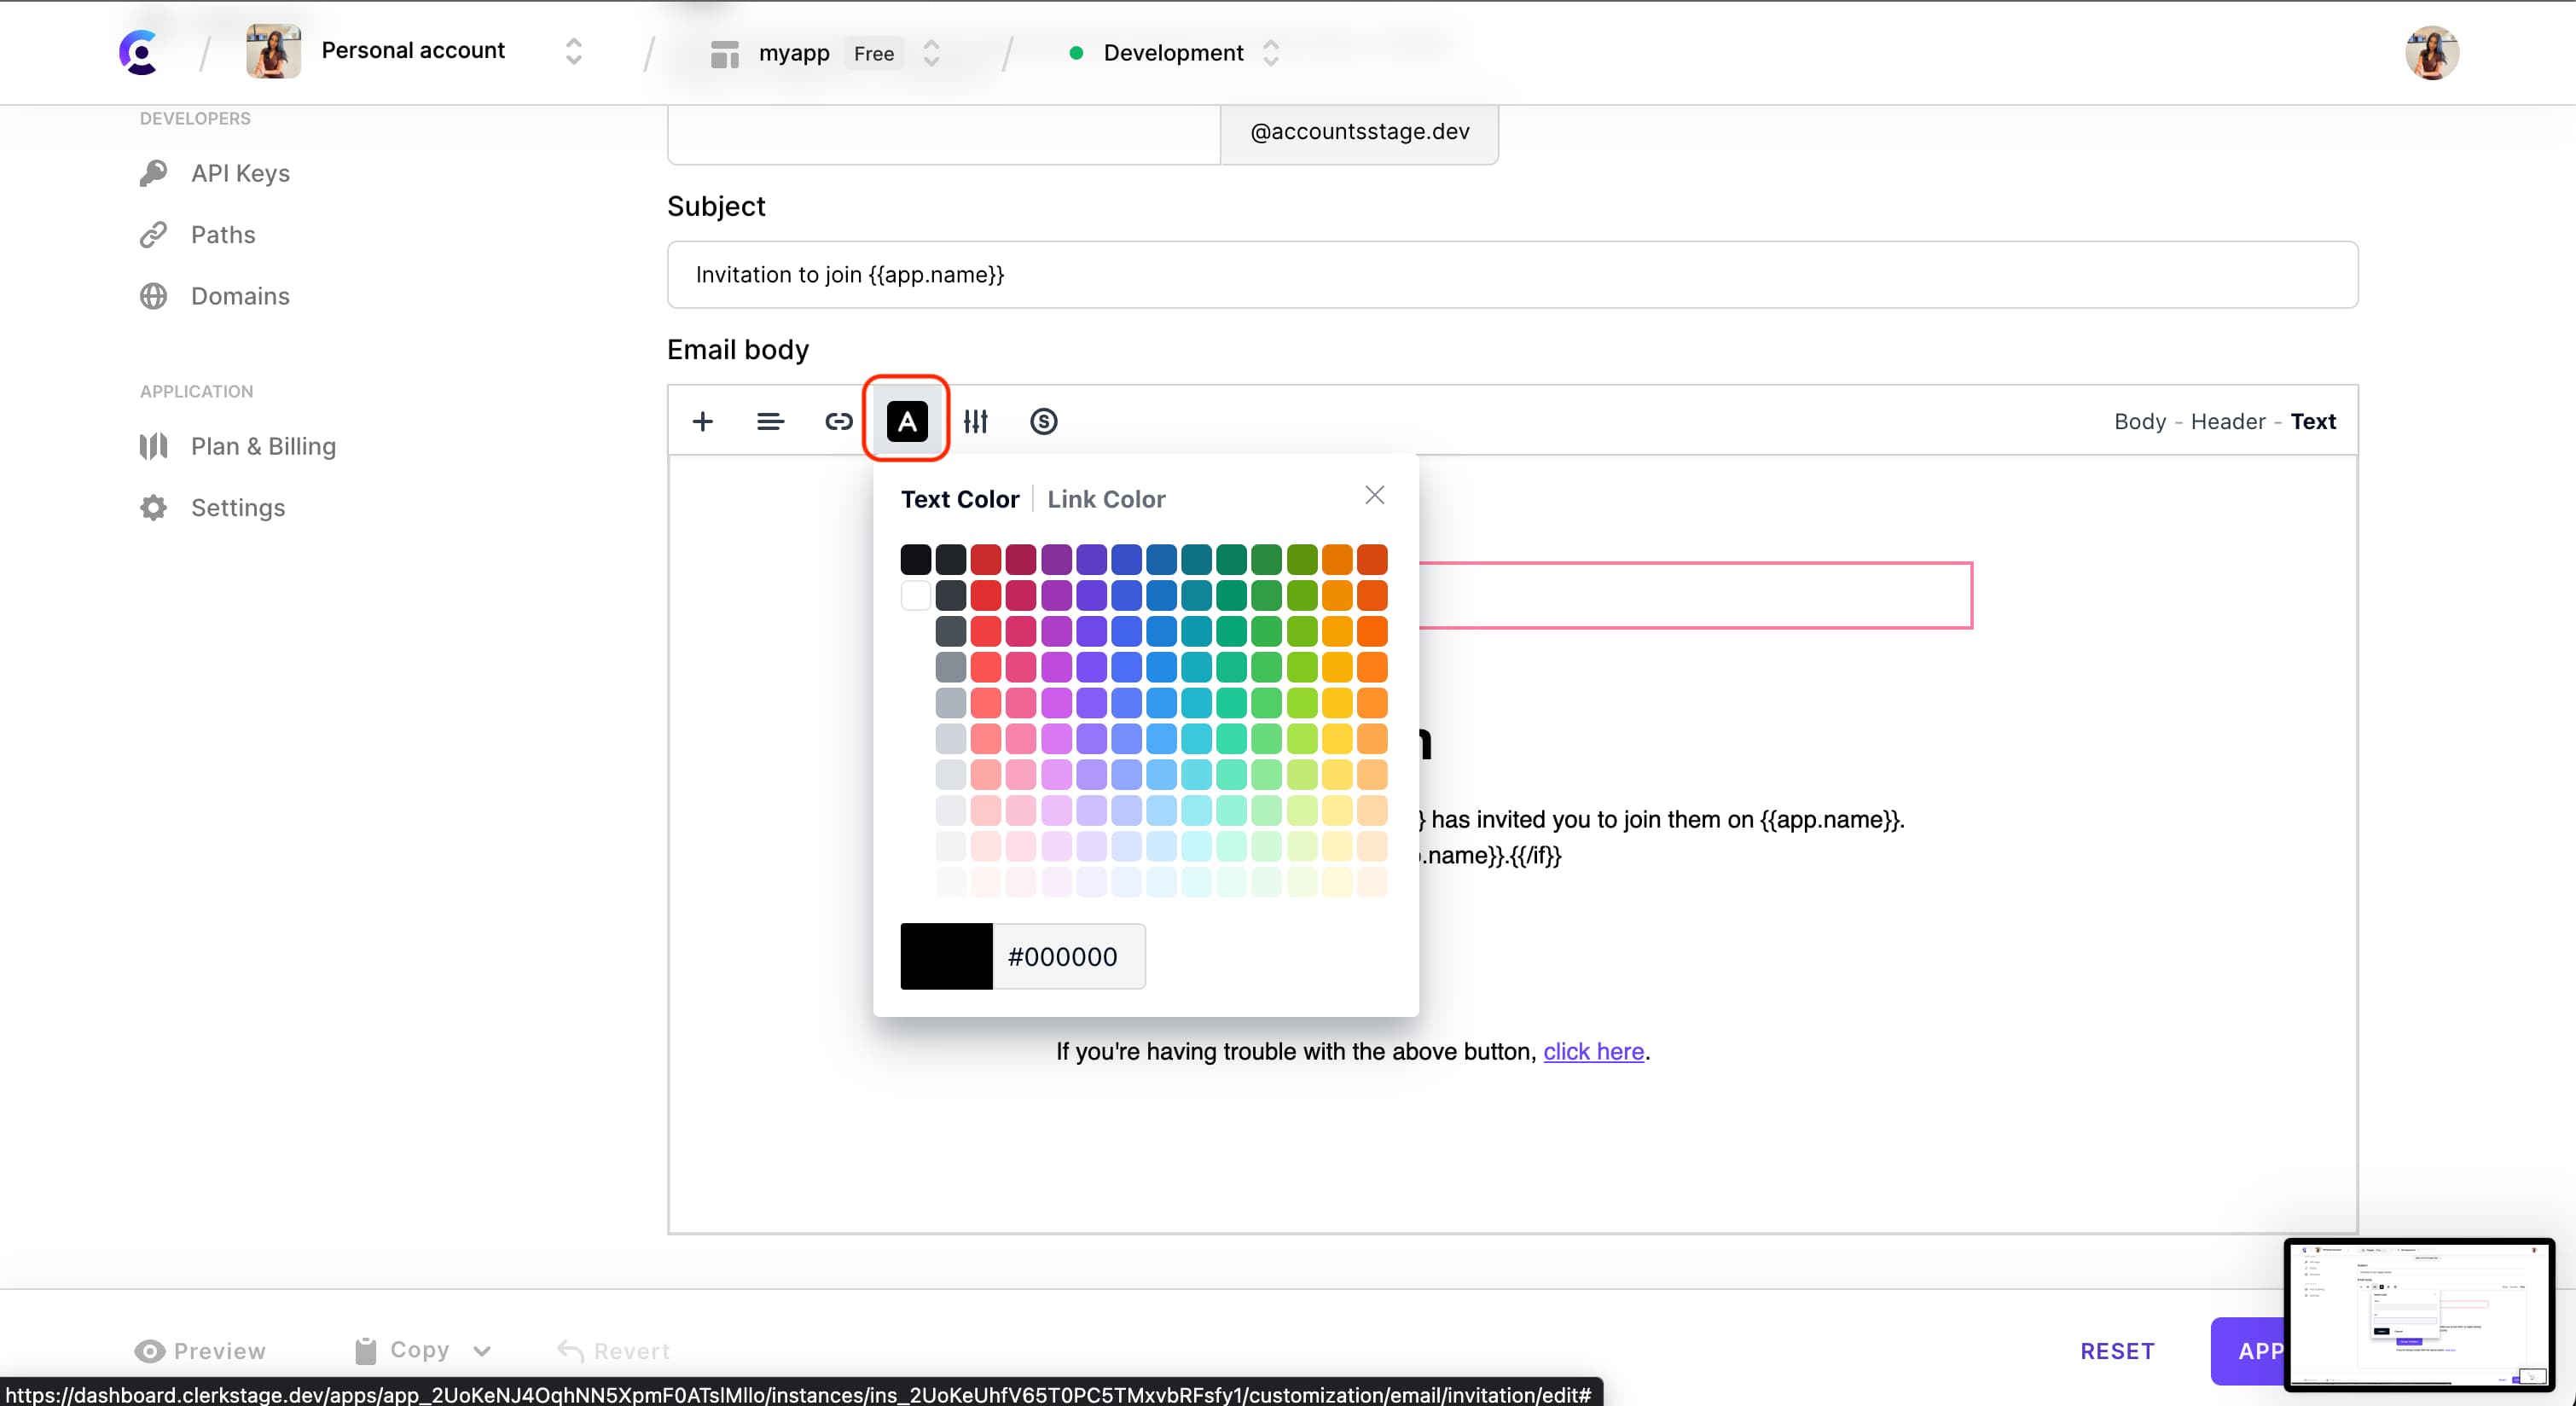 Personal account
myapp Free
Development
DEVELOPERS
API Keys
Paths
Domains
APPLICATION
Plan & Billing
Settings
@accountsstage.dev
Subject
Invitation to join {{app.name}}
Email body
A
S
Body - Header - Text
Text Color | Link Color
#000000
} has invited you to join them on {{app.name}}.
.name}}.{{/if}}
If you're having trouble with the above button, click here.
Preview
Copy
Revert
RESET
APP
https://dashboard.clerkstage.dev/apps/app_2UoKeNJ4OqhNN5XpmF0ATslMllo/instances/ins_2UoKeUhfV65T0PC5TMxvbRFsfy1/customization/email/invitation/edit#